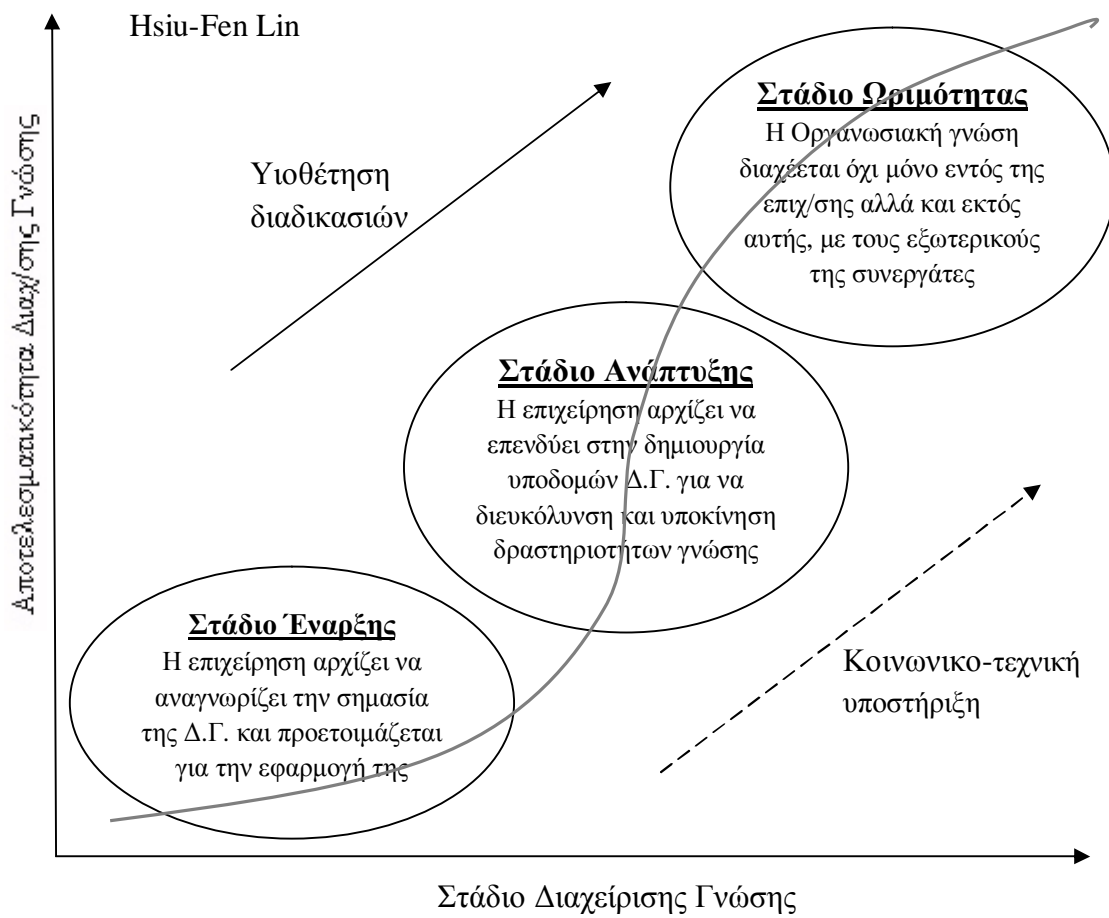 Hsiu-Fen Lin
Αποτελεσματικότητα Διαχ/σης Γνώσης
Υιοθέτηση
διαδικασιών
Στάδιο Ωριμότητας
Η Οργανωσιακή γνώση
διαχέεται όχι μόνο εντός της
επιχ/σης αλλά και εκτός
αυτής, με τους εξωτερικούς
της συνεργάτες
Στάδιο Ανάπτυξης
Η επιχείρηση αρχίζει να
επενδύει στην δημιουργία
υποδομών Δ.Γ. για να
διευκόλυνση και υποκίνηση
δραστηριοτήτων γνώσης
Στάδιο Έναρξης
Η επιχείρηση αρχίζει να
αναγνωρίζει την σημασία
της Δ.Γ. και προετοιμάζεται
για την εφαρμογή της
Κοινωνικο-τεχνική
υποστήριξη
Στάδιο Διαχείρισης Γνώσης